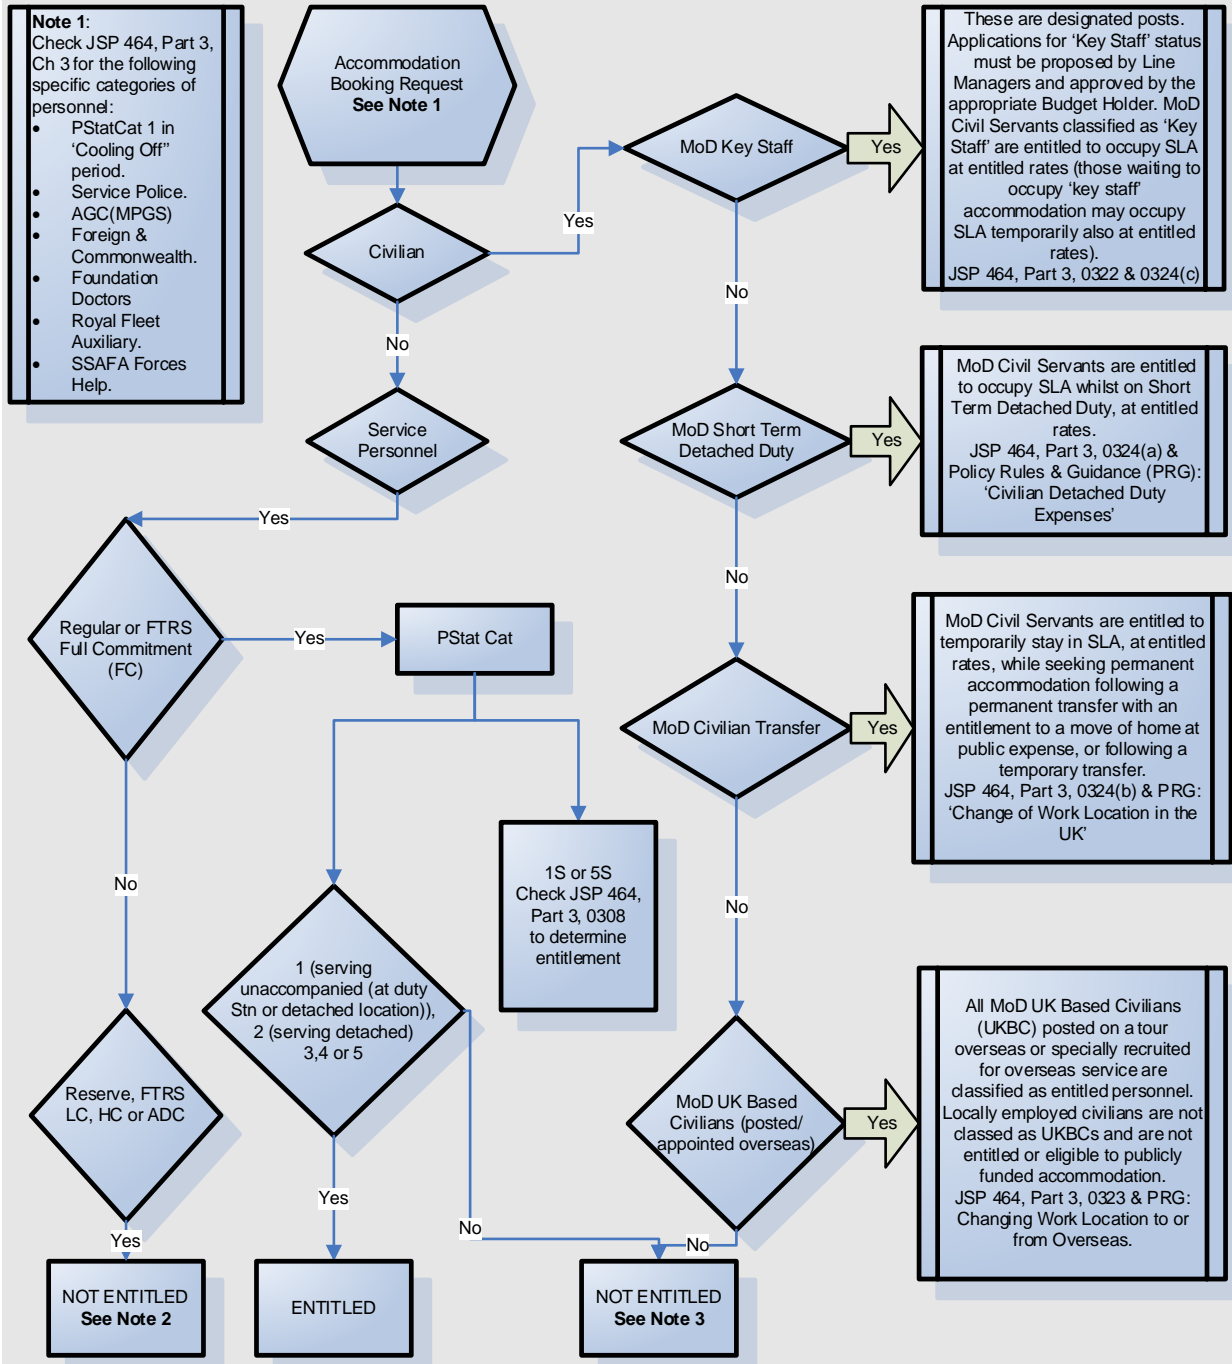 Note 1:
Check JSP 464, Part 3,
Ch 3 for the following
specific categories of
personnel:
• PStatCat 1 in
'Cooling Off"
period.
• Service Police.
• AGC(MPGS)
• Foreign &
Commonwealth.
• Foundation
Doctors
• Royal Fleet
Auxiliary.
• SSAFA Forces
Help.
Accommodation
Booking Request
See Note 1
Civilian
Yes
No
Service
Personnel
Yes
Regular or FTRS
Full Commitment
(FC)
Yes
PStat Cat
No
1S or 5S
Check JSP 464,
Part 3, 0308
to determine
entitlement
1 (serving
unaccompanied (at duty
Stn or detached location)),
2 (serving detached)
3,4 or 5
Reserve, FTRS
LC, HC or ADC
Yes
Yes
No
NOT ENTITLED
See Note 2
ENTITLED
NOT ENTITLED
See Note 3
MoD Key Staff
Yes
These are designated posts.
Applications for 'Key Staff' status
must be proposed by Line
Managers and approved by the
appropriate Budget Holder. MoD
Civil Servants classified as 'Key
Staff' are entitled to occupy SLA
at entitled rates (those waiting to
occupy 'key staff'
accommodation may occupy
SLA temporarily also at entitled
rates).
JSP 464, Part 3, 0322 & 0324(c)
No
MoD Short Term
Detached Duty
Yes
MoD Civil Servants are entitled
to occupy SLA whilst on Short
Term Detached Duty, at entitled
rates.
JSP 464, Part 3, 0324(a) &
Policy Rules & Guidance (PRG):
'Civilian Detached Duty
Expenses'
No
MoD Civilian Transfer
Yes
MoD Civil Servants are entitled to
temporarily stay in SLA, at entitled
rates, while seeking permanent
accommodation following a
permanent transfer with an
entitlement to a move of home at
public expense, or following a
temporary transfer.
JSP 464, Part 3, 0324(b) & PRG:
'Change of Work Location in the
UK'
No
MoD UK Based
Civilians (posted/
appointed overseas)
Yes
All MoD UK Based Civilians
(UKBC) posted on a tour
overseas or specially recruited
for overseas service are
classified as entitled personnel.
Locally employed civilians are not
classed as UKBCs and are not
entitled or eligible to publicly
funded accommodation.
JSP 464, Part 3, 0323 & PRG:
Changing Work Location to or
from Overseas.
No